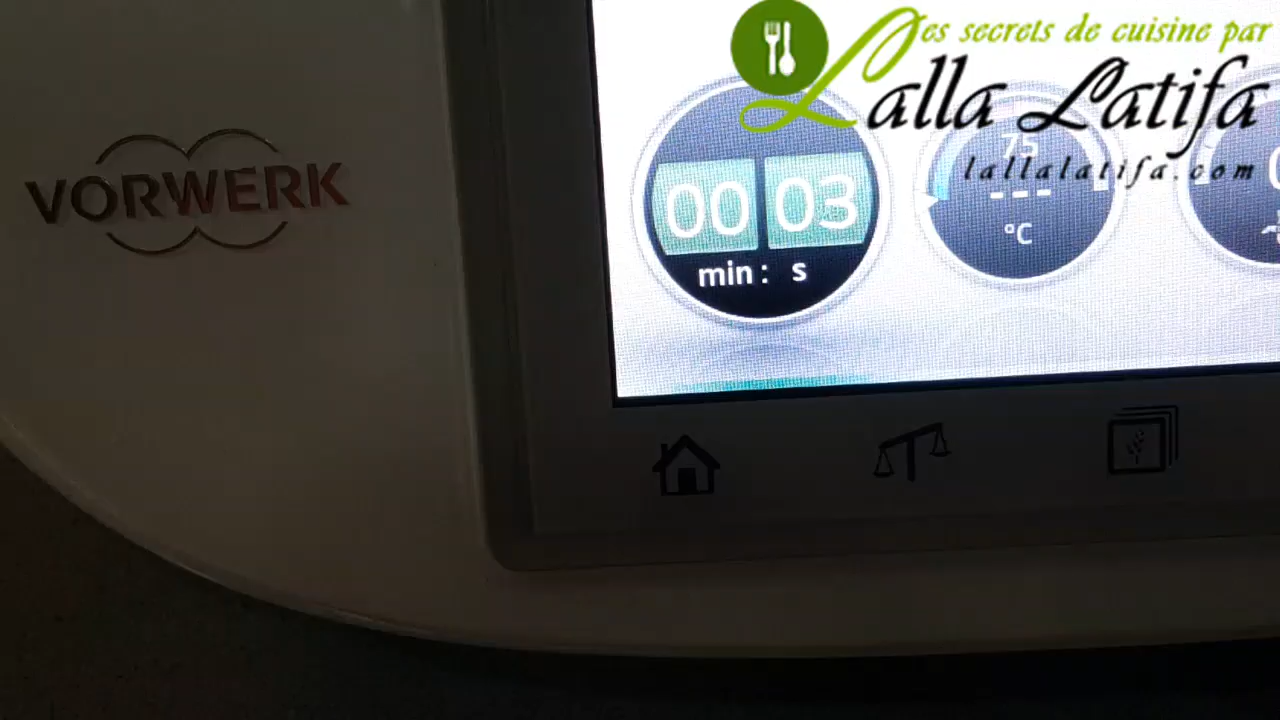 es secrets de cuisine par
Lalla Latifa
lallalatifa.com
VORWERK
00 03
min : s
75
---
°C